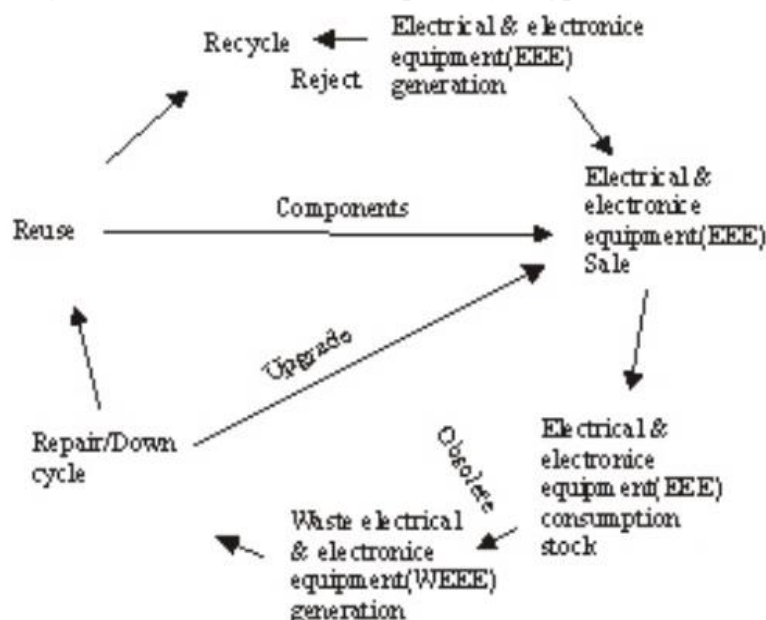 Recycle
Reject
Electrical & electronice
equipment(EEE)
generation
Electrical &
electronice
equipment(EEE)
Sale
Components
Reuse
Upgrade
Repair/Down
cycle
Obsolete
Electrical &
electronice
equipment(EEE)
consumption
stock
Waste electrical
& electronice
equipment(WEEE)
generation